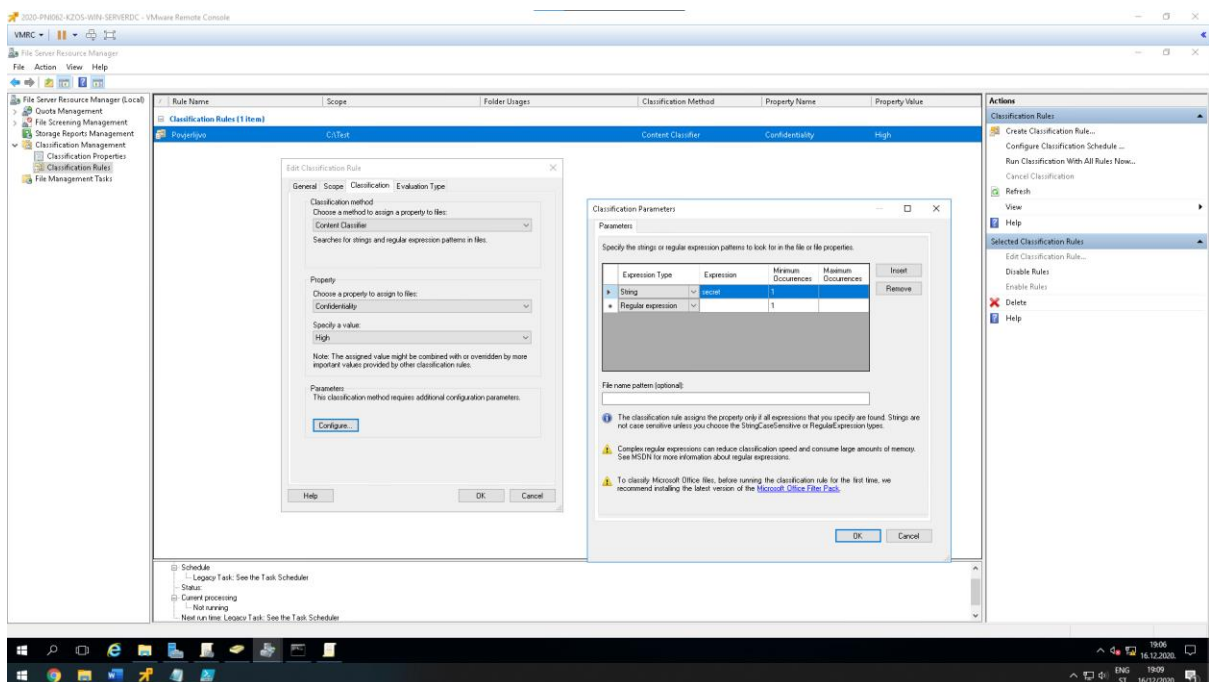 2020-PNI062-KZOS-WIN-SERVERDC - VMware Remote Console
VMRC
File Server Resource Manager
File Action View Help
File Server Resource Manager (Local)
Quota Management
File Screening Management
Storage Reports Management
Classification Management
Classification Properties
Classification Rules
File Management Tasks
Rule Name Scope Folder Usages Classification Method Property Name Property Value
Classification Rules (1 item)
Povjerljivo C:\Test Content Classifier Confidentiality High
Edit Classification Rule
General Scope Classification Evaluation Type
Classification method
Choose a method to assign a property to files:
Content Classifier
Searches for strings and regular expression patterns in files.
Property
Choose a property to assign to files:
Confidentiality
Specify a value:
High
Note: The assigned value might be combined with or overridden by more
important values provided by other classification rules.
Parameters
This classification method requires additional configuration parameters.
Configure...
Help OK Cancel
Classification Parameters
Parameters
Specify the strings or regular expression patterns to look for in the file or file properties.
Expression Type Expression Minimum Occurrences Maximum Occurrences
String secret 1
Regular expression 1
Insert
Remove
File name pattern (optional):
The classification rule assigns the property only if all expressions that you specify are found. Strings are
not case sensitive unless you choose the StringCaseSensitive or RegularExpression types.
Complex regular expressions can reduce classification speed and consume large amounts of memory.
See MSDN for more information about regular expressions.
To classify Microsoft Office files, before running the classification rule for the first time, we
recommend installing the latest version of the Microsoft Office Filter Pack.
OK Cancel
Schedule
Legacy Task: See the Task Scheduler
Status:
Current processing
Not running
Next run time: Legacy Task: See the Task Scheduler
Actions
Classification Rules
Create Classification Rule...
Configure Classification Schedule ...
Run Classification With All Rules Now...
Cancel Classification
Refresh
View
Help
Selected Classification Rules
Edit Classification Rule...
Disable Rules
Enable Rules
Delete
Help
19:06
16.12.2020.
ENG 19:09
ST 16/12/2020